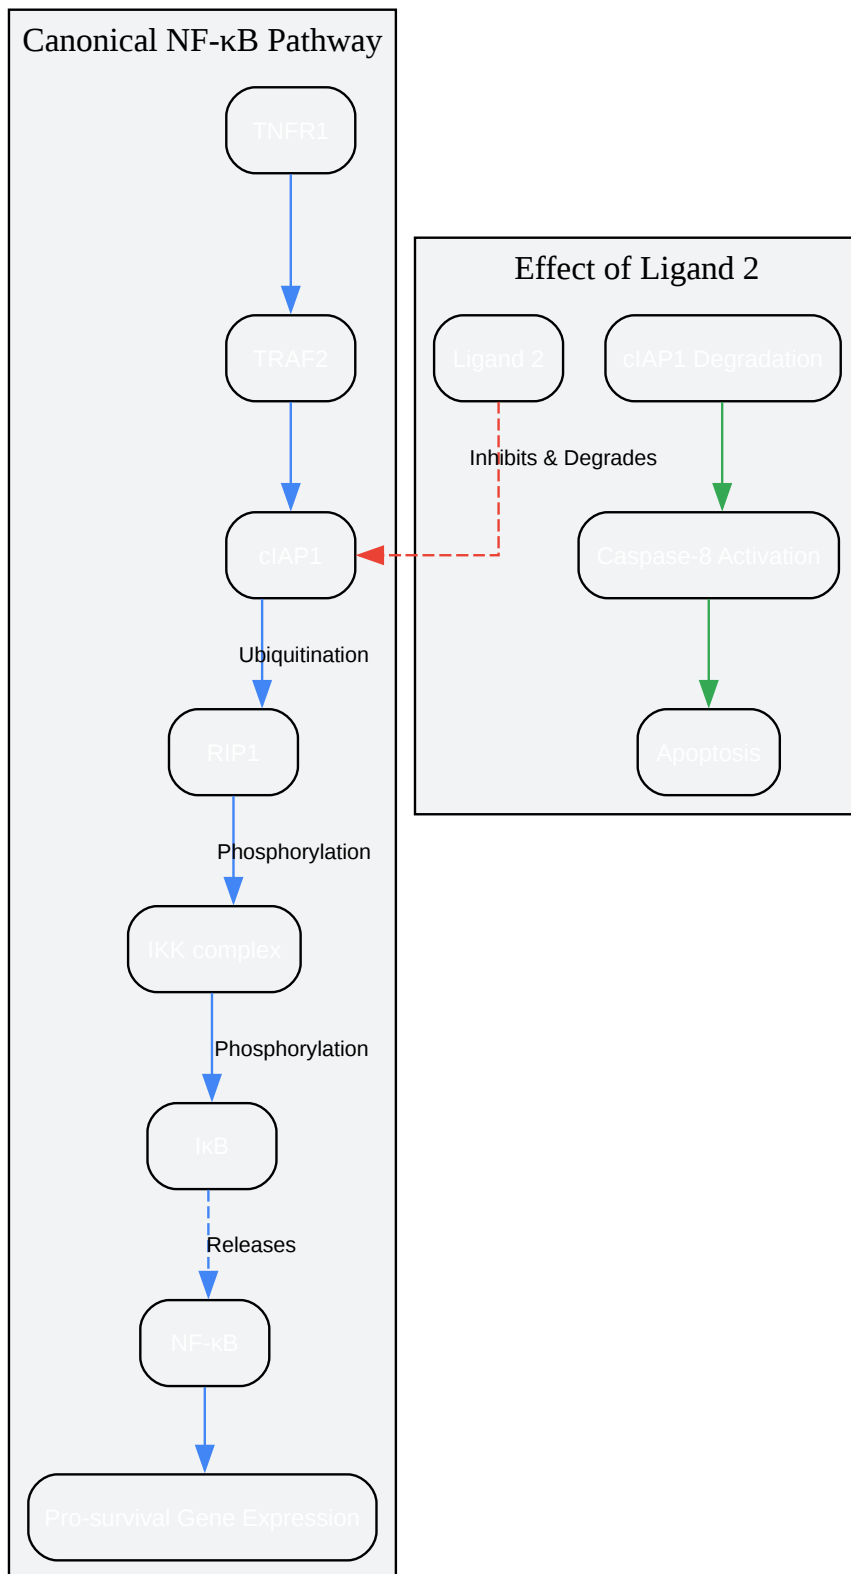 Canonical NF-κB Pathway
TNFR1
TRAF2
cIAP1
Ubiquitination
RIP1
Phosphorylation
IKK complex
Phosphorylation
IκB
Releases
NF-κB
Pro-survival Gene Expression
Effect of Ligand 2
Ligand 2
cIAP1 Degradation
Inhibits & Degrades
Caspase-8 Activation
Apoptosis